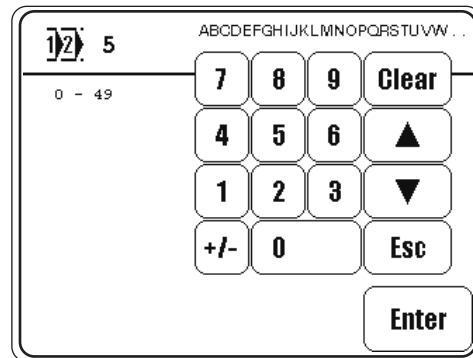 1 2 5
ABCDEFGHIJKLMNOPQRSTUVW . .
0 - 49
7 8 9 Clear
4 5 6 ▲
1 2 3 ▼
+/- 0 Esc
Enter